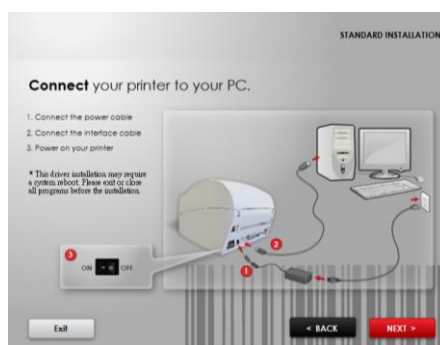 STANDARD INSTALLATION
Connect your printer to your PC.
1. Connect the power cable
2. Connect the interface cable
3. Power on your printer
* This driver installation may require
a system reboot. Please exit or close
all programs before the installation.
3
ON
OFF
2
1
Exit
< BACK
NEXT >